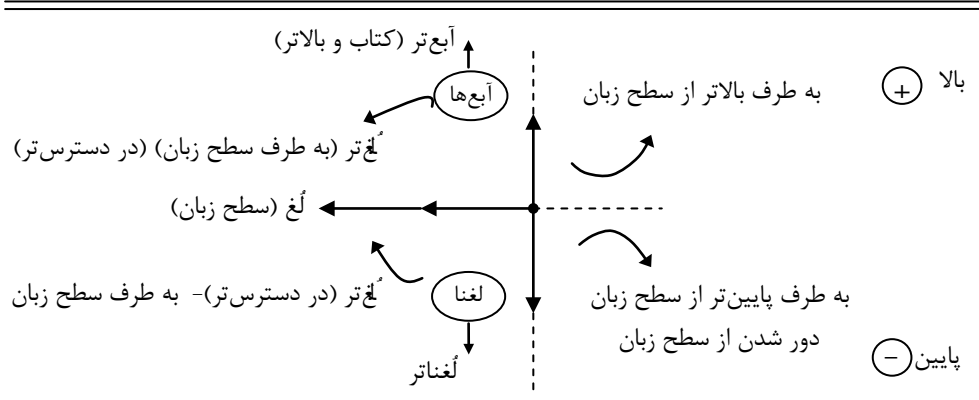 آبع‌تر (کتاب و بالاتر)
بالا +
به طرف بالاتر از سطح زبان
آبع‌ها
لُغ‌تر (به طرف سطح زبان) (در دسترس‌تر)
لُغ (سطح زبان)
لُغ‌تر (در دسترس‌تر)- به طرف سطح زبان
لغنا
به طرف پایین‌تر از سطح زبان
دور شدن از سطح زبان
پایین -
لُغناتر